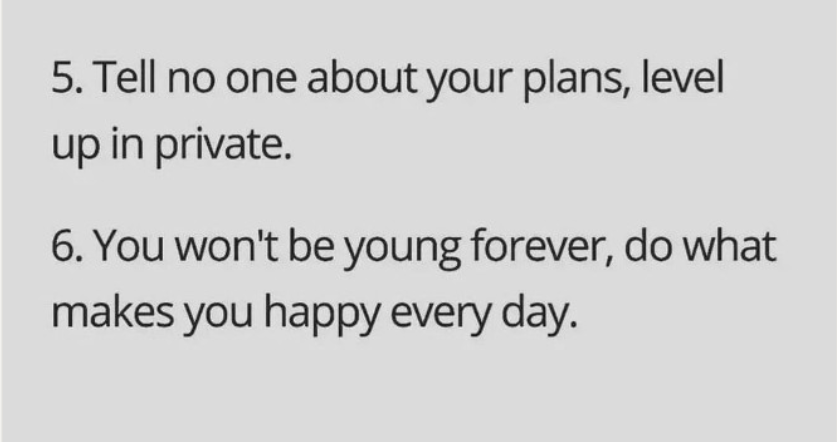 5. Tell no one about your plans, level
up in private.
6. You won't be young forever, do what
makes you happy every day.